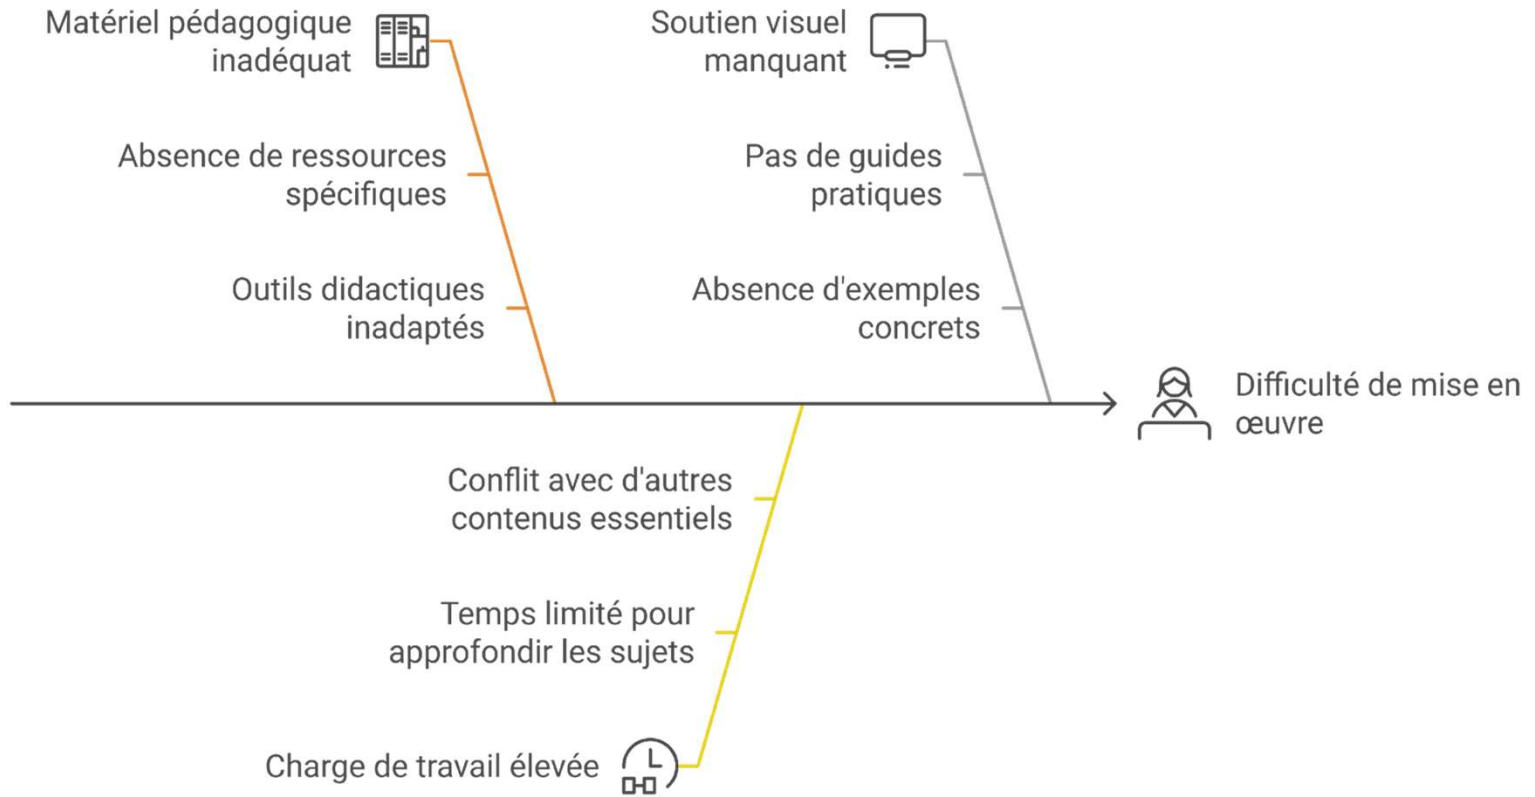 Matériel pédagogique
inadéquat
Soutien visuel
manquant
Absence de ressources
spécifiques
Pas de guides
pratiques
Outils didactiques
inadaptés
Absence d'exemples
concrets
Difficulté de mise en
œuvre
Conflit avec d'autres
contenus essentiels
Temps limité pour
approfondir les sujets
Charge de travail élevée